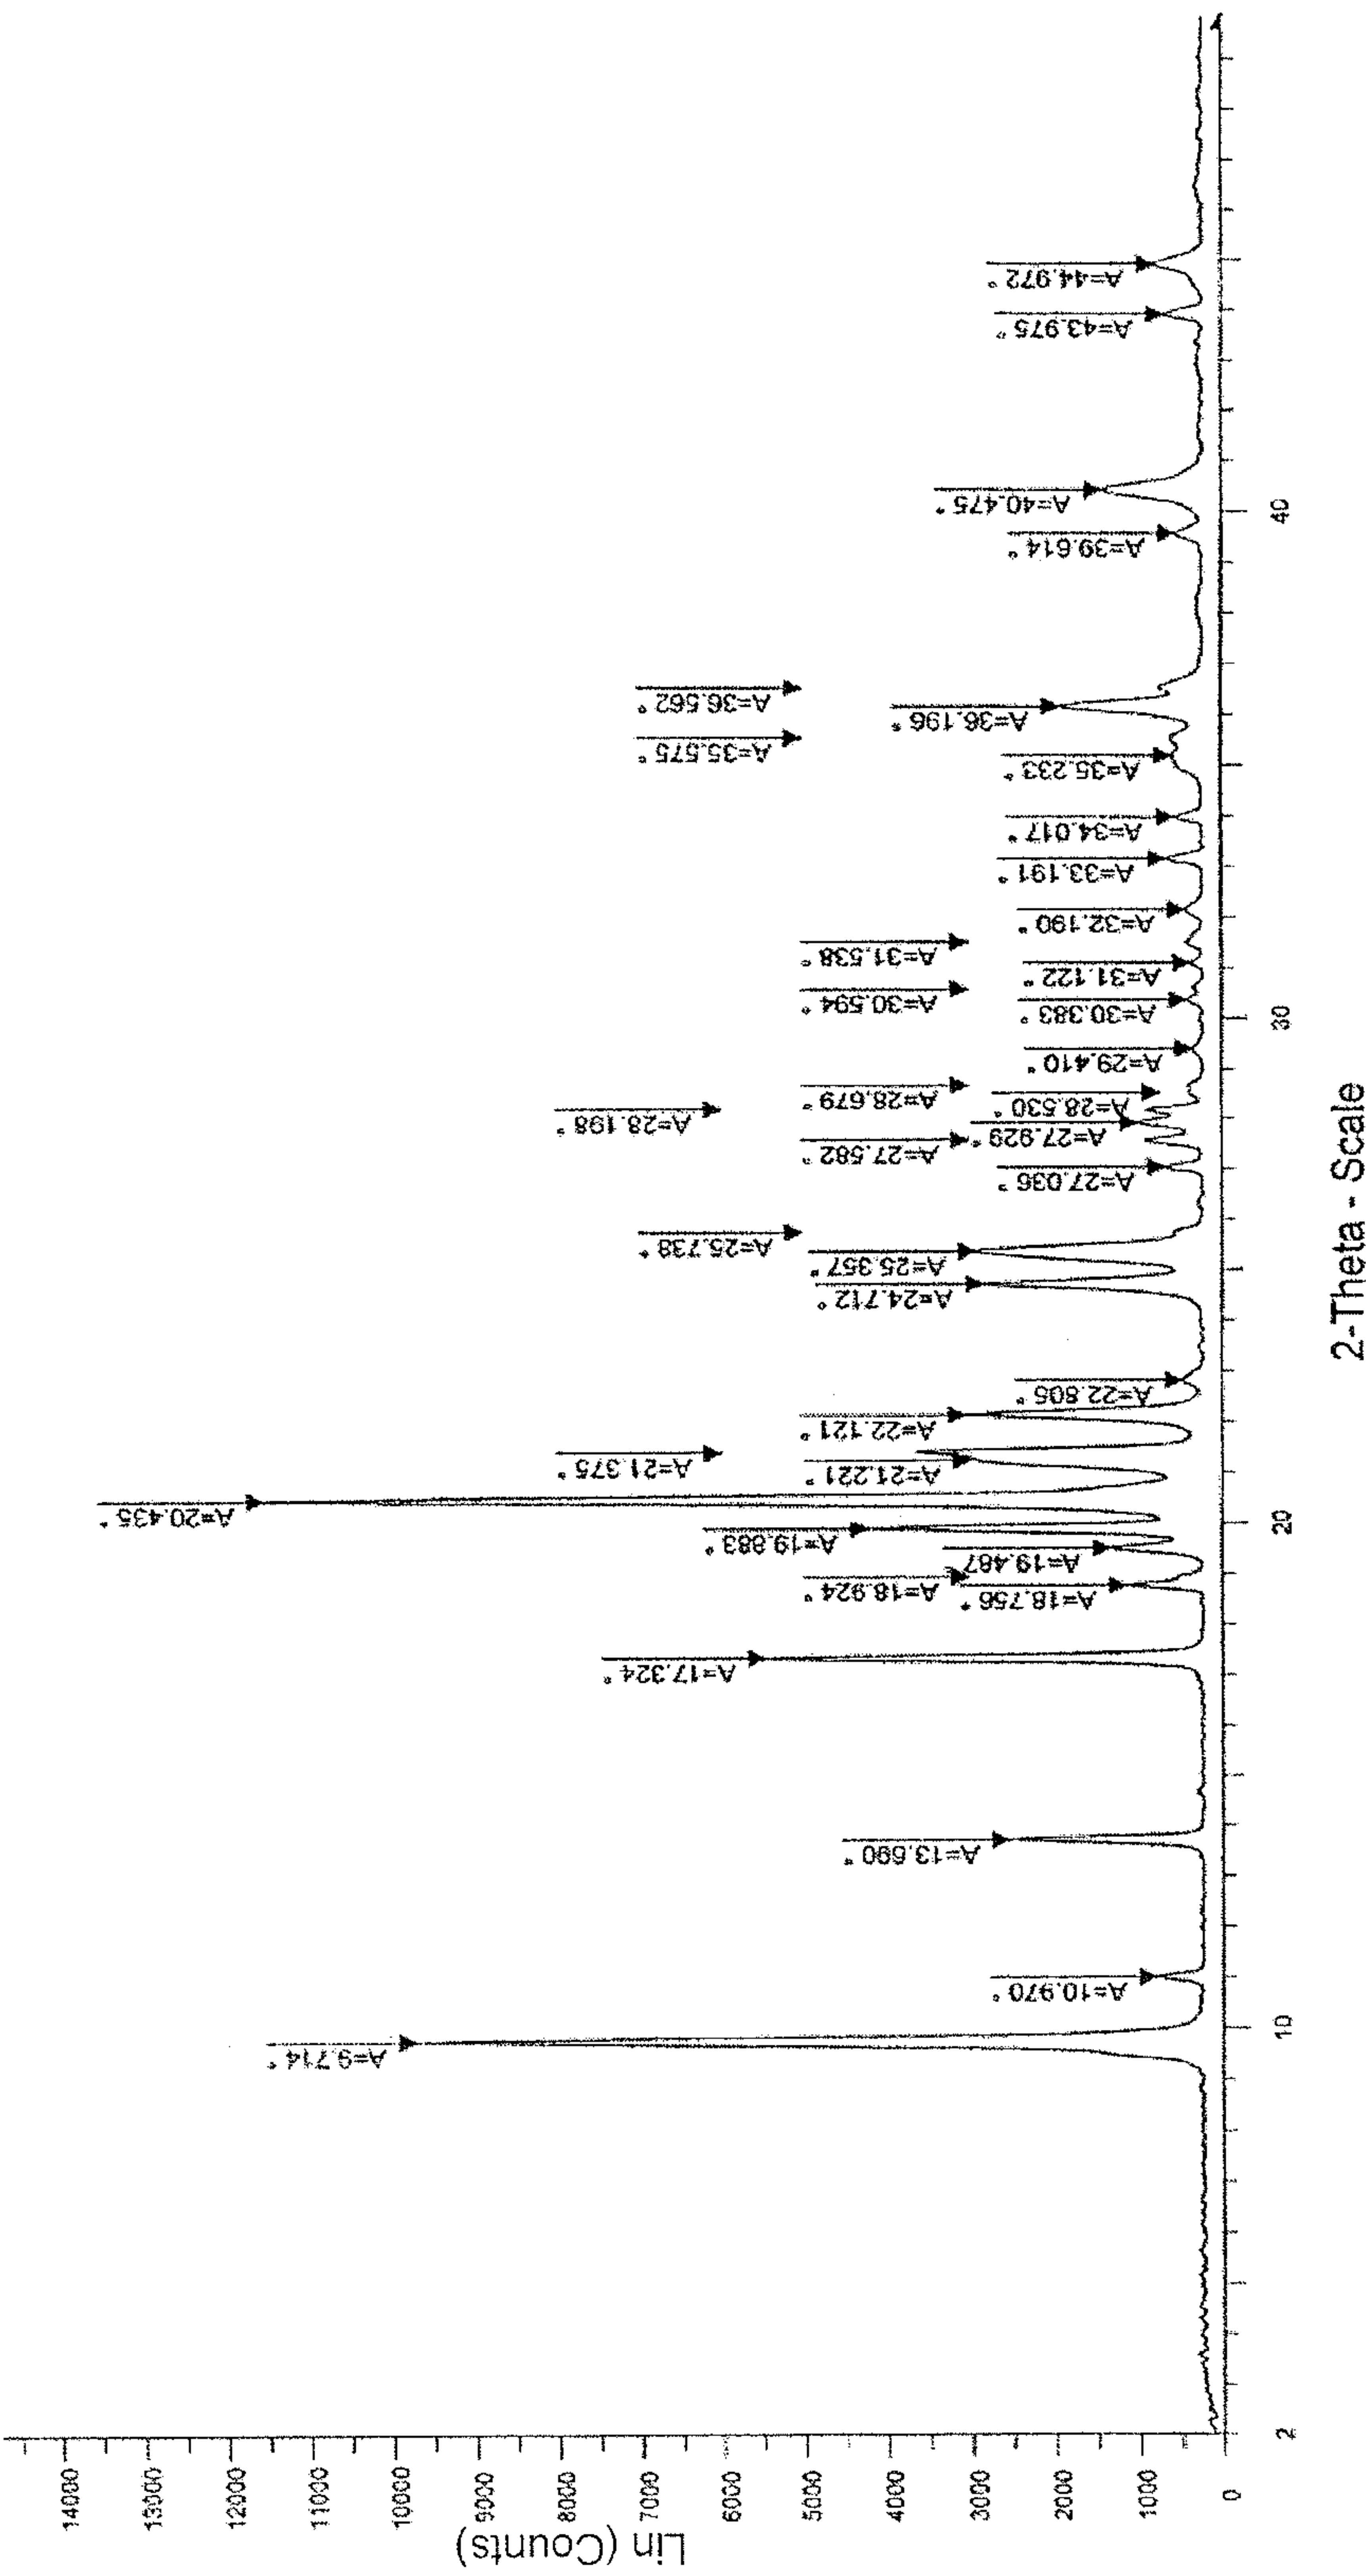 Lin (Counts)
14000
13000
12000
11000
10000
9000
8000
7000
6000
5000
4000
3000
2000
1000
0
A=9.714 °
A=10.970 °
A=13.690 °
A=17.324 °
A=18.756 °
A=18.924 °
A=19.487
A=19.883 °
A=20.435 °
A=21.221 °
A=21.375 °
A=22.121 °
A=22.805 °
A=24.712 °
A=25.357 °
A=25.738 °
A=27.036 °
A=27.582 °
A=27.929 °
A=28.198 °
A=28.530 °
A=28.679 °
A=29.410 °
A=30.383 °
A=30.594 °
A=31.122 °
A=31.538 °
A=32.190 °
A=33.191 °
A=34.017 °
A=35.233 °
A=35.575 °
A=36.196 °
A=36.562 °
A=39.614 °
A=40.475 °
A=43.975 °
A=44.972 °
2
10
20
30
40
2-Theta - Scale